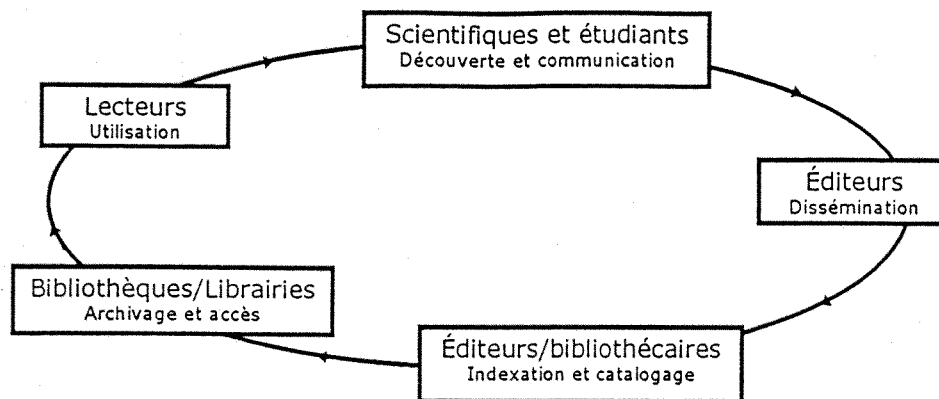 Scientifiques et étudiants
Découverte et communication
Lecteurs
Utilisation
Éditeurs
Dissémination
Bibliothèques/Librairies
Archivage et accès
Éditeurs/bibliothécaires
Indexation et catalogage